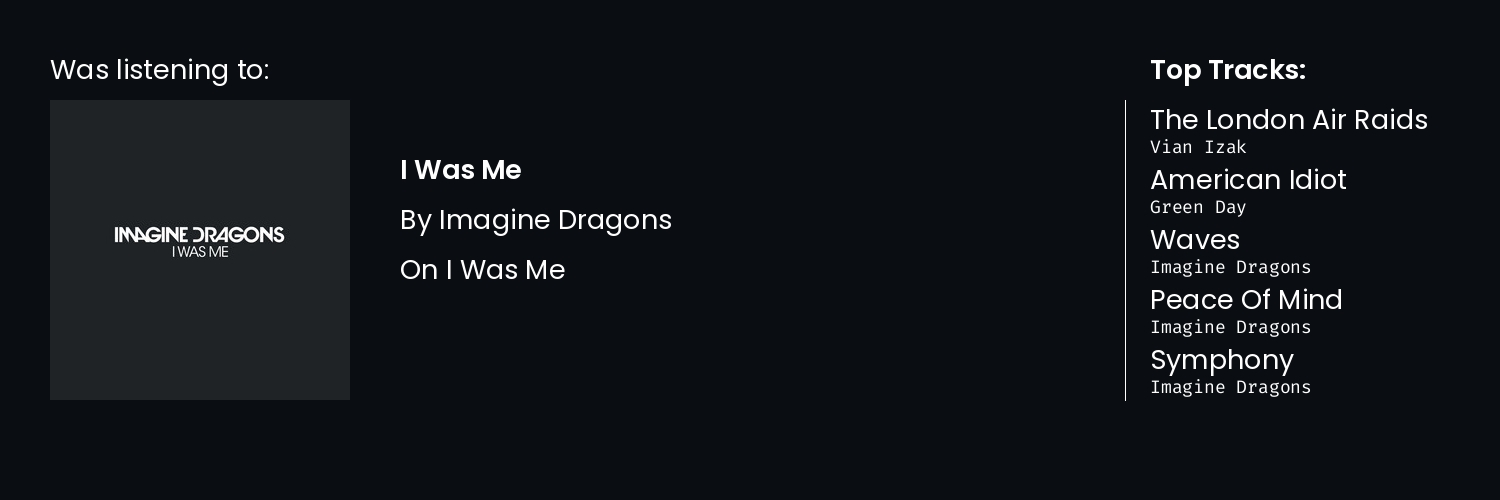 Was listening to:
IMAGINE DRAGONS
I WAS ME
I Was Me
By Imagine Dragons
On I Was Me
Top Tracks:
The London Air Raids
Vian Izak
American Idiot
Green Day
Waves
Imagine Dragons
Peace Of Mind
Imagine Dragons
Symphony
Imagine Dragons